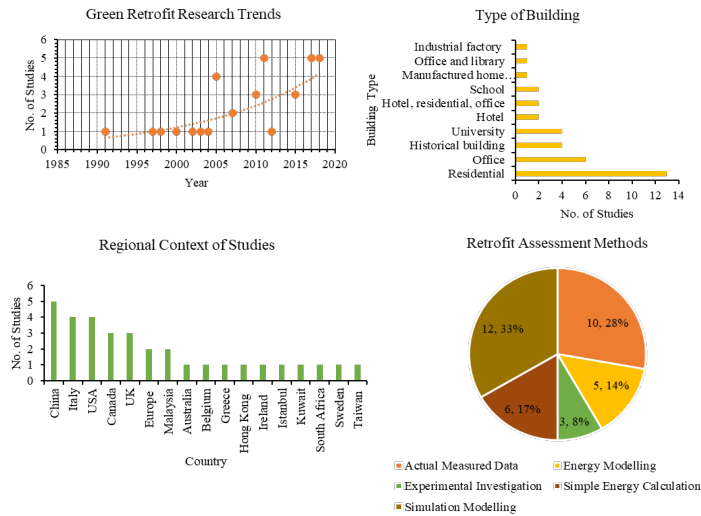 Green Retrofit Research Trends
No. of Studies
6
5
4
3
2
1
0
1985 1990 1995 2000 2005 2010 2015 2020
Year
Type of Building
Building Type
Industrial factory
Office and library
Manufactured home…
School
Hotel, residential, office
Hotel
University
Historical building
Office
Residential
0 2 4 6 8 10 12 14
No. of Studies
Regional Context of Studies
No. of Studies
6
5
4
3
2
1
0
China Italy USA Canada UK Europe Malaysia Australia Belgium Greece Hong Kong Ireland Istanbul Kuwait South Africa Sweden Taiwan
Country
Retrofit Assessment Methods
12, 33%
10, 28%
5, 14%
6, 17%
3, 8%
Actual Measured Data
Energy Modelling
Experimental Investigation
Simple Energy Calculation
Simulation Modelling